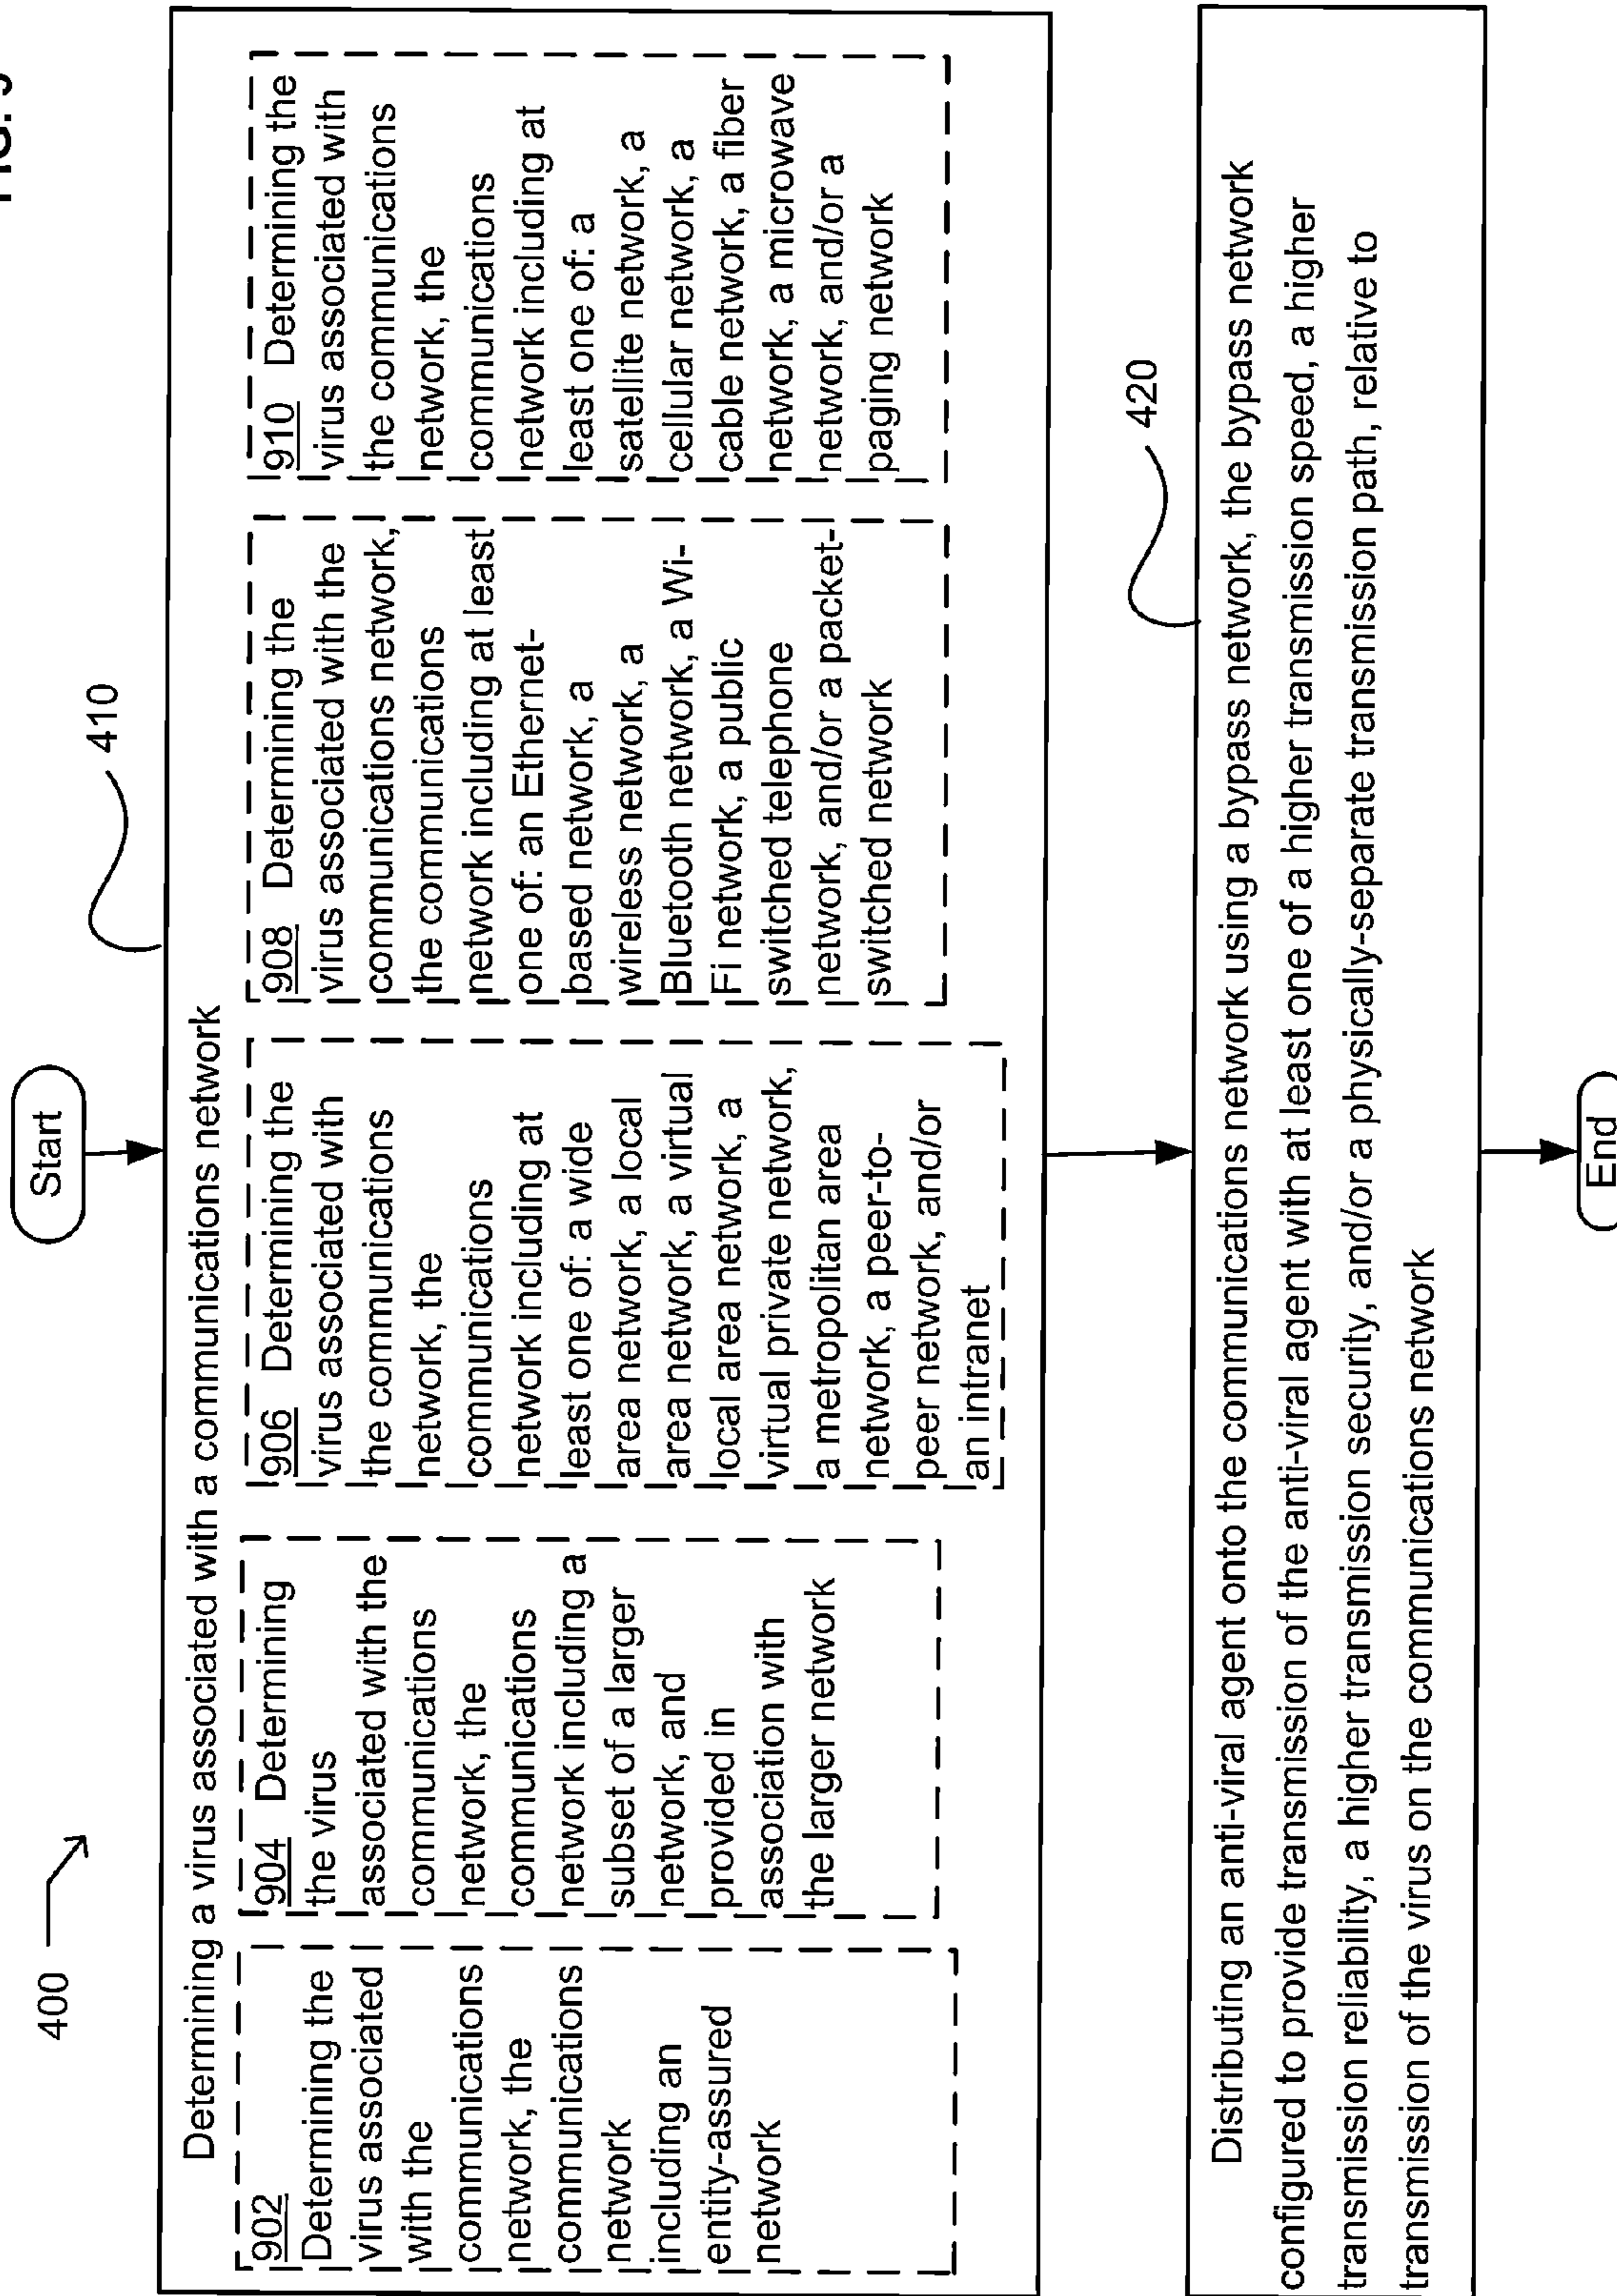 FIG. 9
400
Start
410
Determining a virus associated with a communications network
902
Determining the
virus associated
with the
communications
network, the
communications
network
including an
entity-assured
network
904 Determining
the virus
associated with the
communications
network, the
communications
network including a
subset of a larger
network, and
provided in
association with
the larger network
906 Determining the
virus associated with
the communications
network, the
communications
network including at
least one of: a wide
area network, a local
area network, a virtual
local area network, a
virtual private network,
a metropolitan area
network, a peer-to-
peer network, and/or
an intranet
908 Determining the
virus associated with the
communications network,
the communications
network including at least
one of: an Ethernet-
based network, a
wireless network, a
Bluetooth network, a Wi-
Fi network, a public
switched telephone
network, and/or a packet-
switched network
910 Determining the
virus associated with
the communications
network, the
communications
network including at
least one of: a
satellite network, a
cellular network, a
cable network, a fiber
network, a microwave
network, and/or a
paging network
420
Distributing an anti-viral agent onto the communications network using a bypass network, the bypass network
configured to provide transmission of the anti-viral agent with at least one of a higher transmission speed, a higher
transmission reliability, a higher transmission security, and/or a physically-separate transmission path, relative to
transmission of the virus on the communications network
End